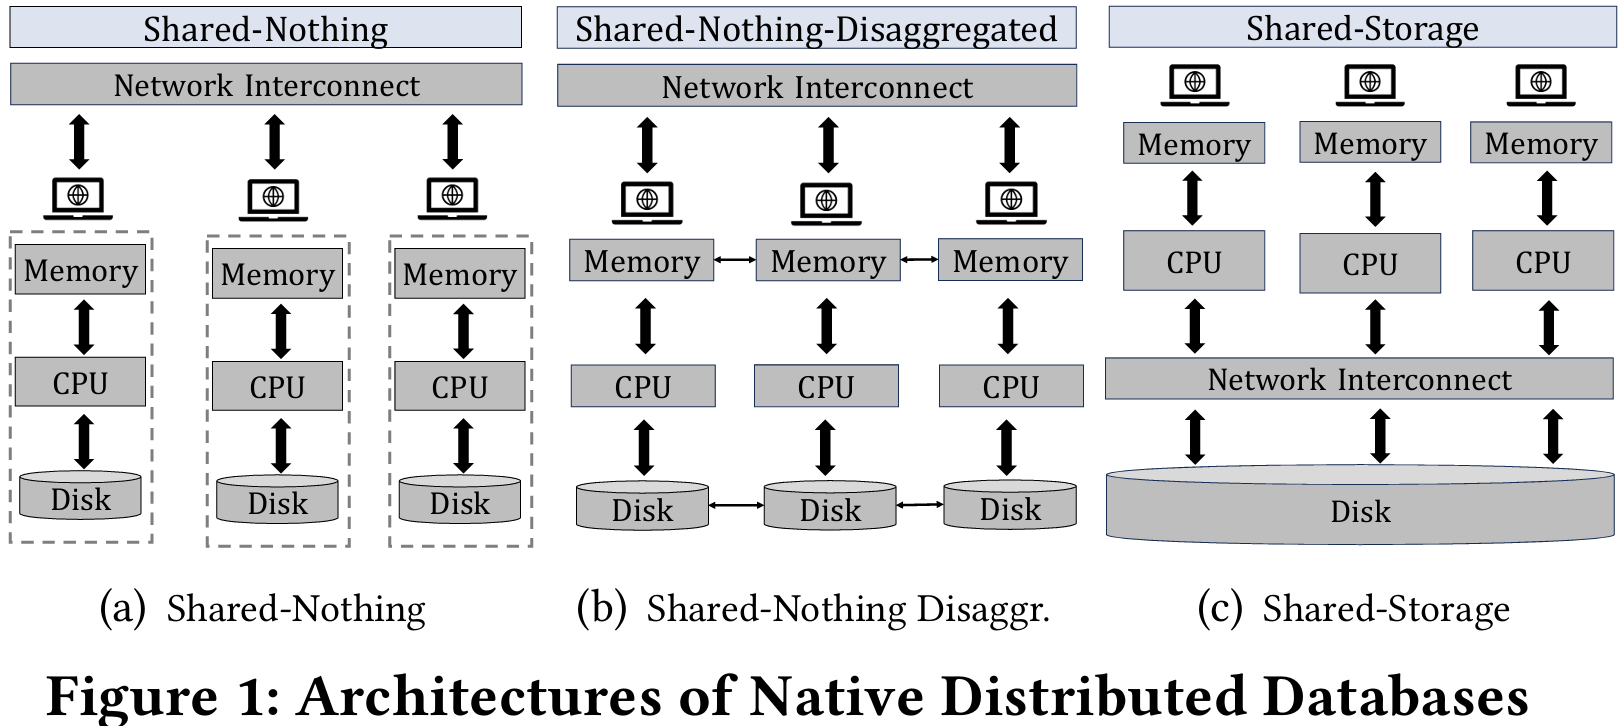 Shared-Nothing
Network Interconnect
Memory
CPU
Disk
Memory
CPU
Disk
Memory
CPU
Disk
(a) Shared-Nothing
Shared-Nothing-Disaggregated
Network Interconnect
Memory
Memory
Memory
CPU
CPU
CPU
Disk
Disk
Disk
(b) Shared-Nothing Disaggr.
Shared-Storage
Memory
Memory
Memory
CPU
CPU
CPU
Network Interconnect
Disk
(c) Shared-Storage
Figure 1: Architectures of Native Distributed Databases